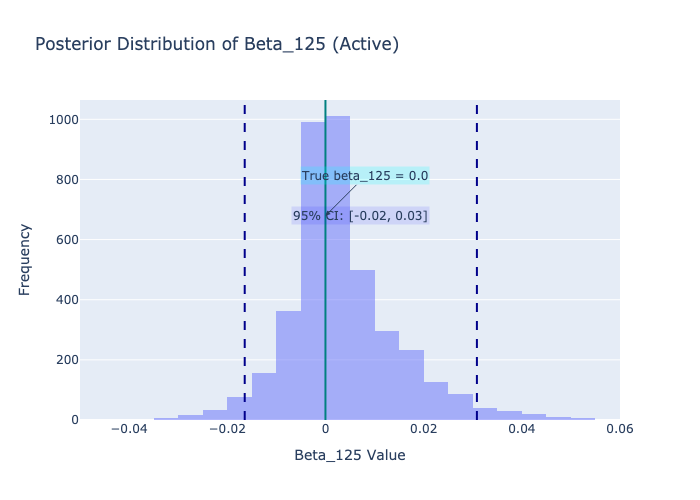 Posterior Distribution of Beta_125 (Active)
1000
800
600
400
200
0
Frequency
True beta_125 = 0.0
95% CI: [-0.02, 0.03]
−0.04
−0.02
0
0.02
0.04
0.06
Beta_125 Value